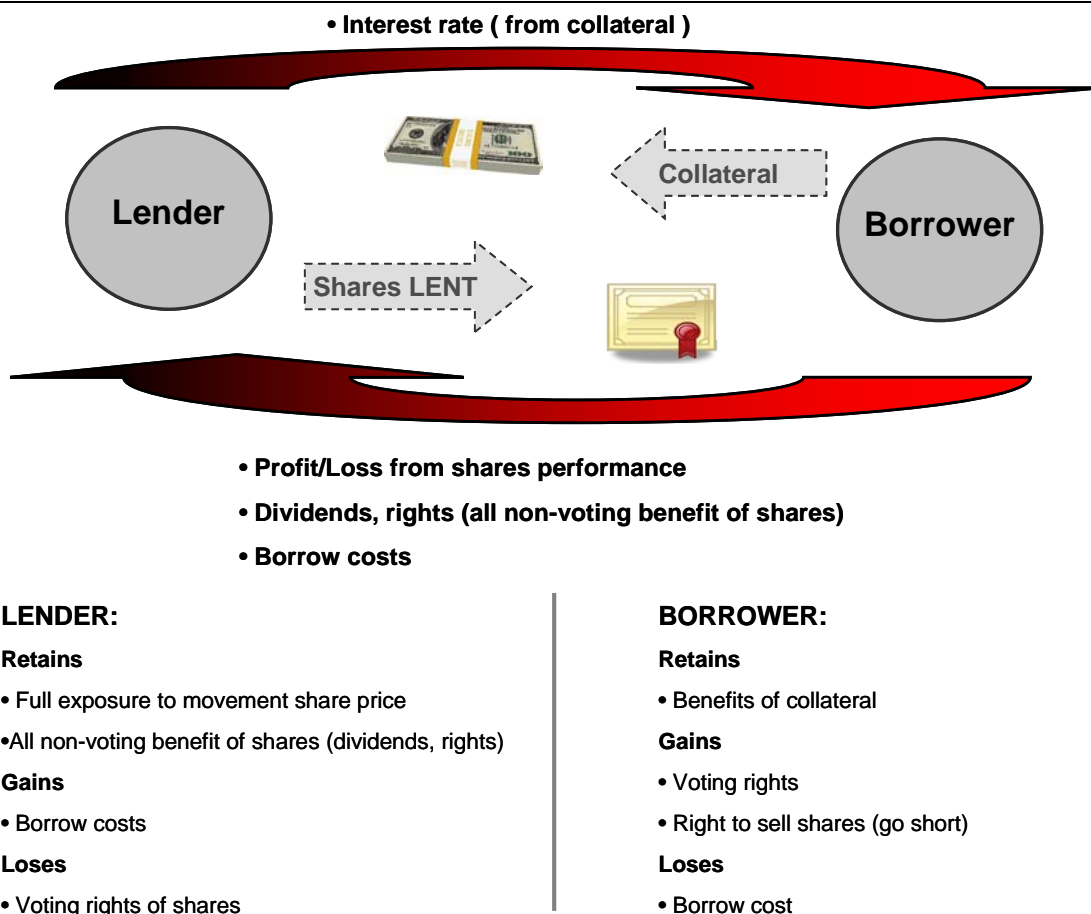 • Interest rate ( from collateral )
Collateral
Lender
Borrower
Shares LENT
• Profit/Loss from shares performance
• Dividends, rights (all non-voting benefit of shares)
• Borrow costs
LENDER:
Retains
• Full exposure to movement share price
•All non-voting benefit of shares (dividends, rights)
Gains
• Borrow costs
Loses
• Voting rights of shares
BORROWER:
Retains
• Benefits of collateral
Gains
• Voting rights
• Right to sell shares (go short)
Loses
• Borrow cost